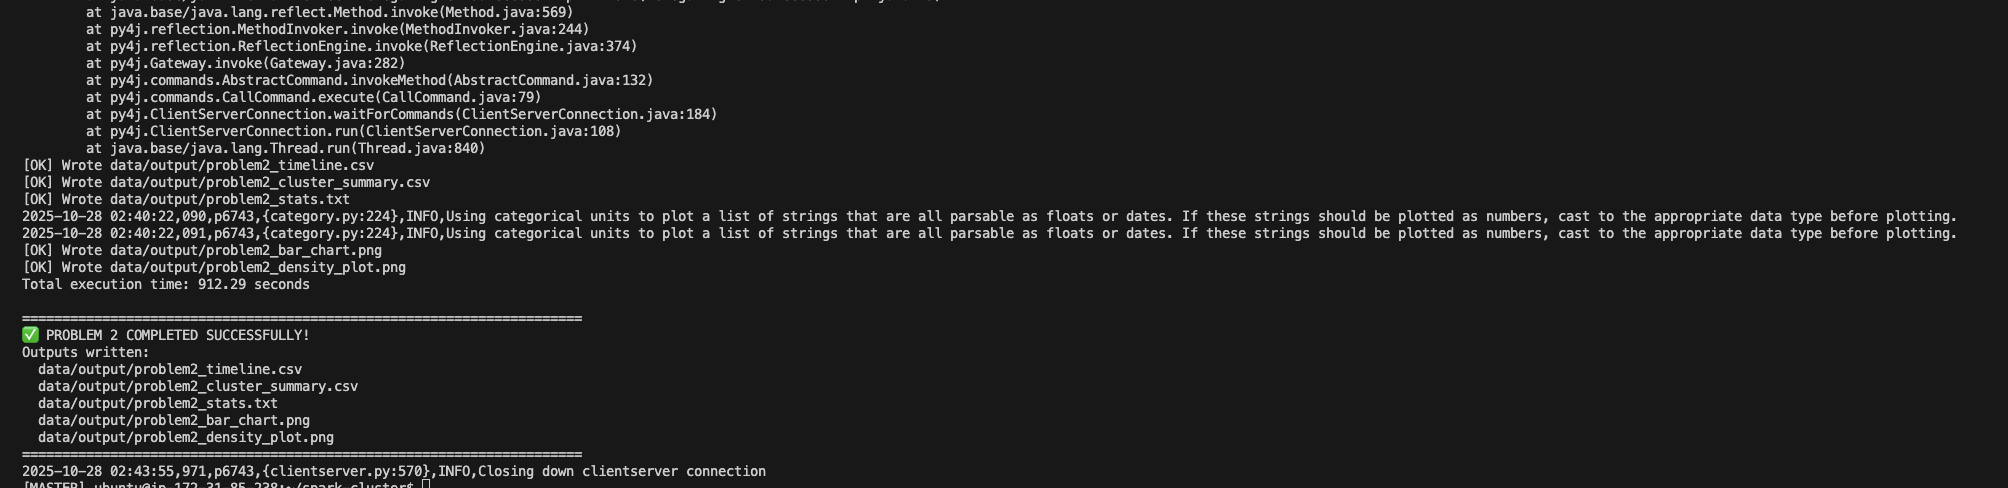 at java.base/java.lang.reflect.Method.invoke(Method.java:569)
at py4j.reflection.MethodInvoker.invoke(MethodInvoker.java:244)
at py4j.reflection.ReflectionEngine.invoke(ReflectionEngine.java:374)
at py4j.Gateway.invoke(Gateway.java:282)
at py4j.commands.AbstractCommand.invokeMethod(AbstractCommand.java:132)
at py4j.commands.CallCommand.execute(CallCommand.java:79)
at py4j.ClientServerConnection.waitForCommands(ClientServerConnection.java:184)
at py4j.ClientServerConnection.run(ClientServerConnection.java:108)
at java.base/java.lang.Thread.run(Thread.java:840)
[OK] Wrote data/output/problem2_timeline.csv
[OK] Wrote data/output/problem2_cluster_summary.csv
[OK] Wrote data/output/problem2_stats.txt
2025-10-28 02:40:22,090,p6743,{category.py:224},INFO,Using categorical units to plot a list of strings that are all parsable as floats or dates. If these strings should be plotted as numbers, cast to the appropriate data type before plotting.
2025-10-28 02:40:22,091,p6743,{category.py:224},INFO,Using categorical units to plot a list of strings that are all parsable as floats or dates. If these strings should be plotted as numbers, cast to the appropriate data type before plotting.
[OK] Wrote data/output/problem2_bar_chart.png
[OK] Wrote data/output/problem2_density_plot.png
Total execution time: 912.29 seconds
======================================================================
✅ PROBLEM 2 COMPLETED SUCCESSFULLY!
Outputs written:
data/output/problem2_timeline.csv
data/output/problem2_cluster_summary.csv
data/output/problem2_stats.txt
data/output/problem2_bar_chart.png
data/output/problem2_density_plot.png
======================================================================
2025-10-28 02:43:55,971,p6743,{clientserver.py:570},INFO,Closing down clientserver connection
[MASTER] ubuntu@ip-172-31-85-238:~/spark-cluster$